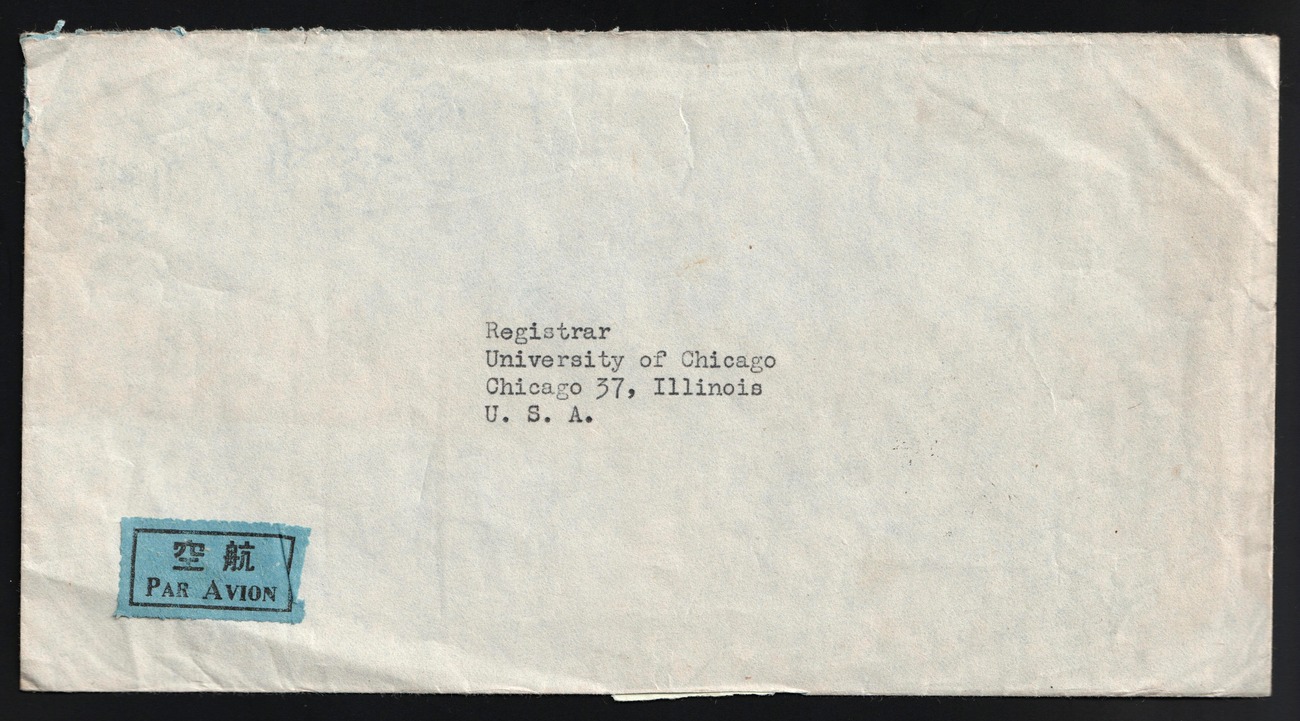 Registrar
University of Chicago
Chicago 37, Illinois
U. S. A.
空 航
PAR AVION